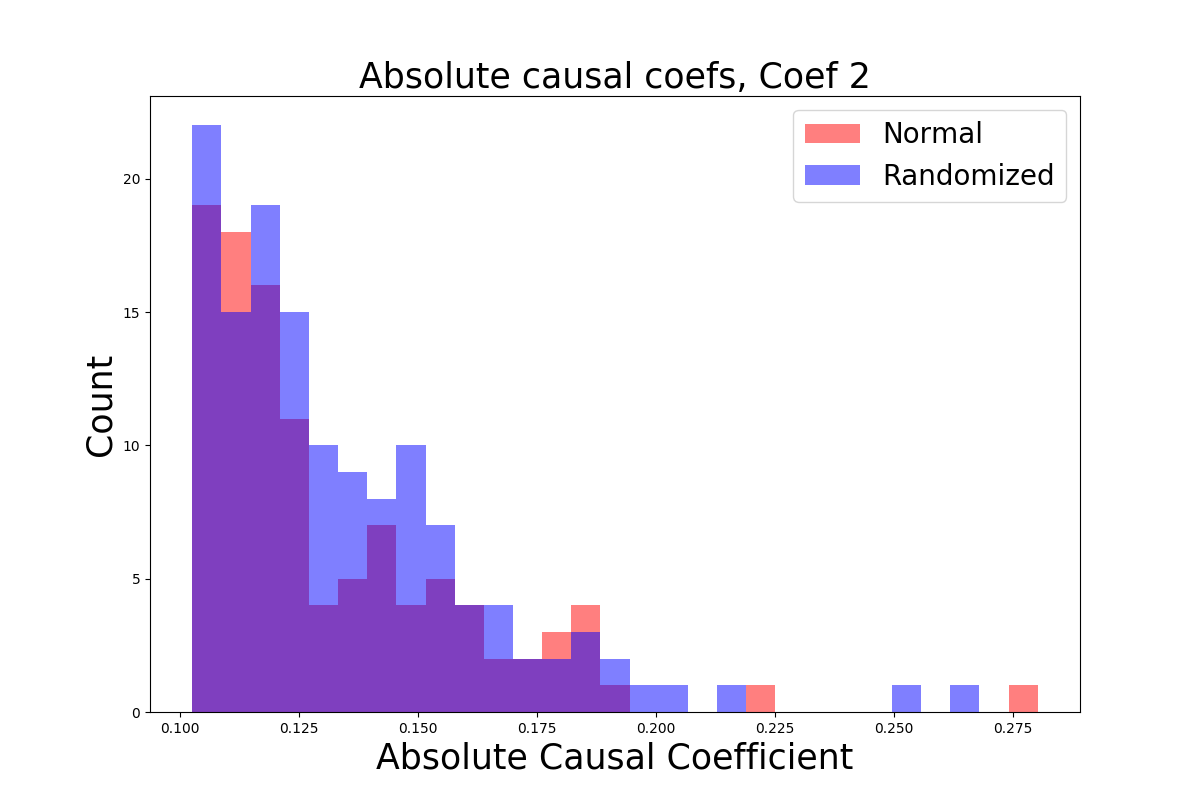 Absolute causal coefs, Coef 2
Normal
Randomized
Count
20
15
10
5
0
0.100 0.125 0.150 0.175 0.200 0.225 0.250 0.275
Absolute Causal Coefficient